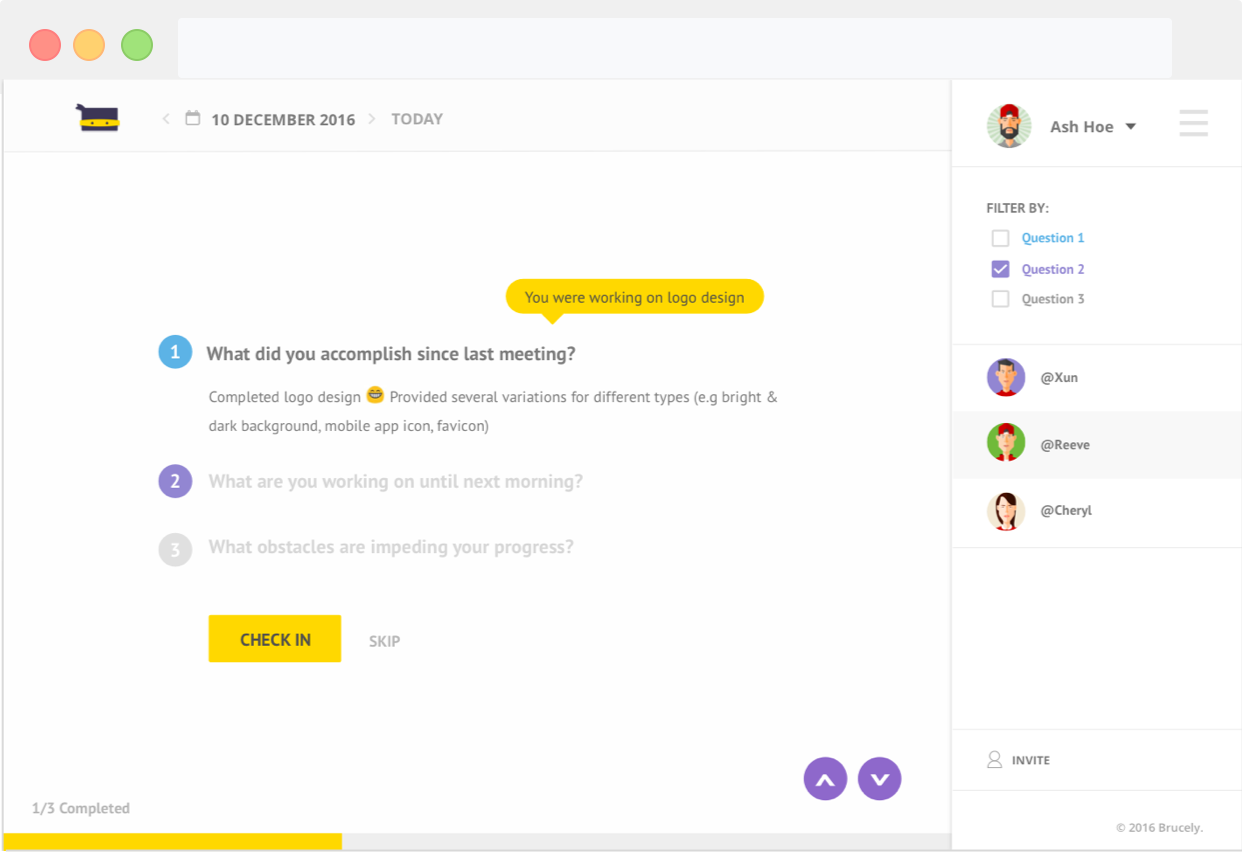 10 DECEMBER 2016
TODAY
Ash Hoe
FILTER BY:
Question 1
Question 2
Question 3
You were working on logo design
1
What did you accomplish since last meeting?
Completed logo design 😄 Provided several variations for different types (e.g bright &
dark background, mobile app icon, favicon)
2
What are you working on until next morning?
3
What obstacles are impeding your progress?
CHECK IN
SKIP
@Xun
@Reeve
@Cheryl
INVITE
1/3 Completed
© 2016 Brucely.